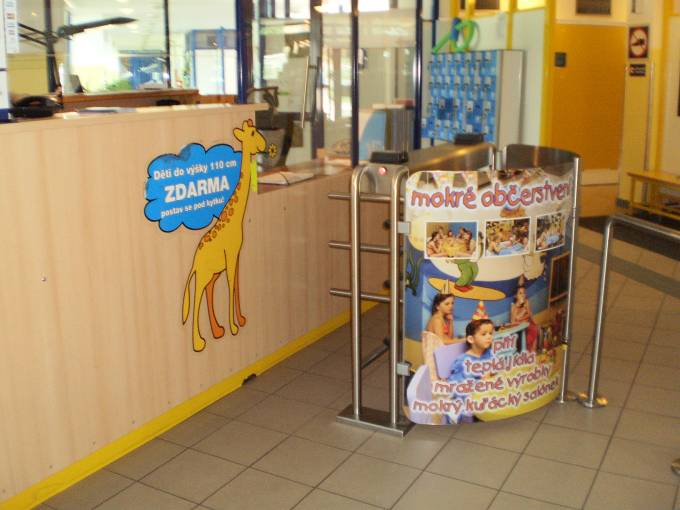 Děti do výšky 110 cm
ZDARMA
postav se pod kytku!
mokré občerstvení
pití
teplá jídla
mražené výrobky
mokrý kuřácký salónek